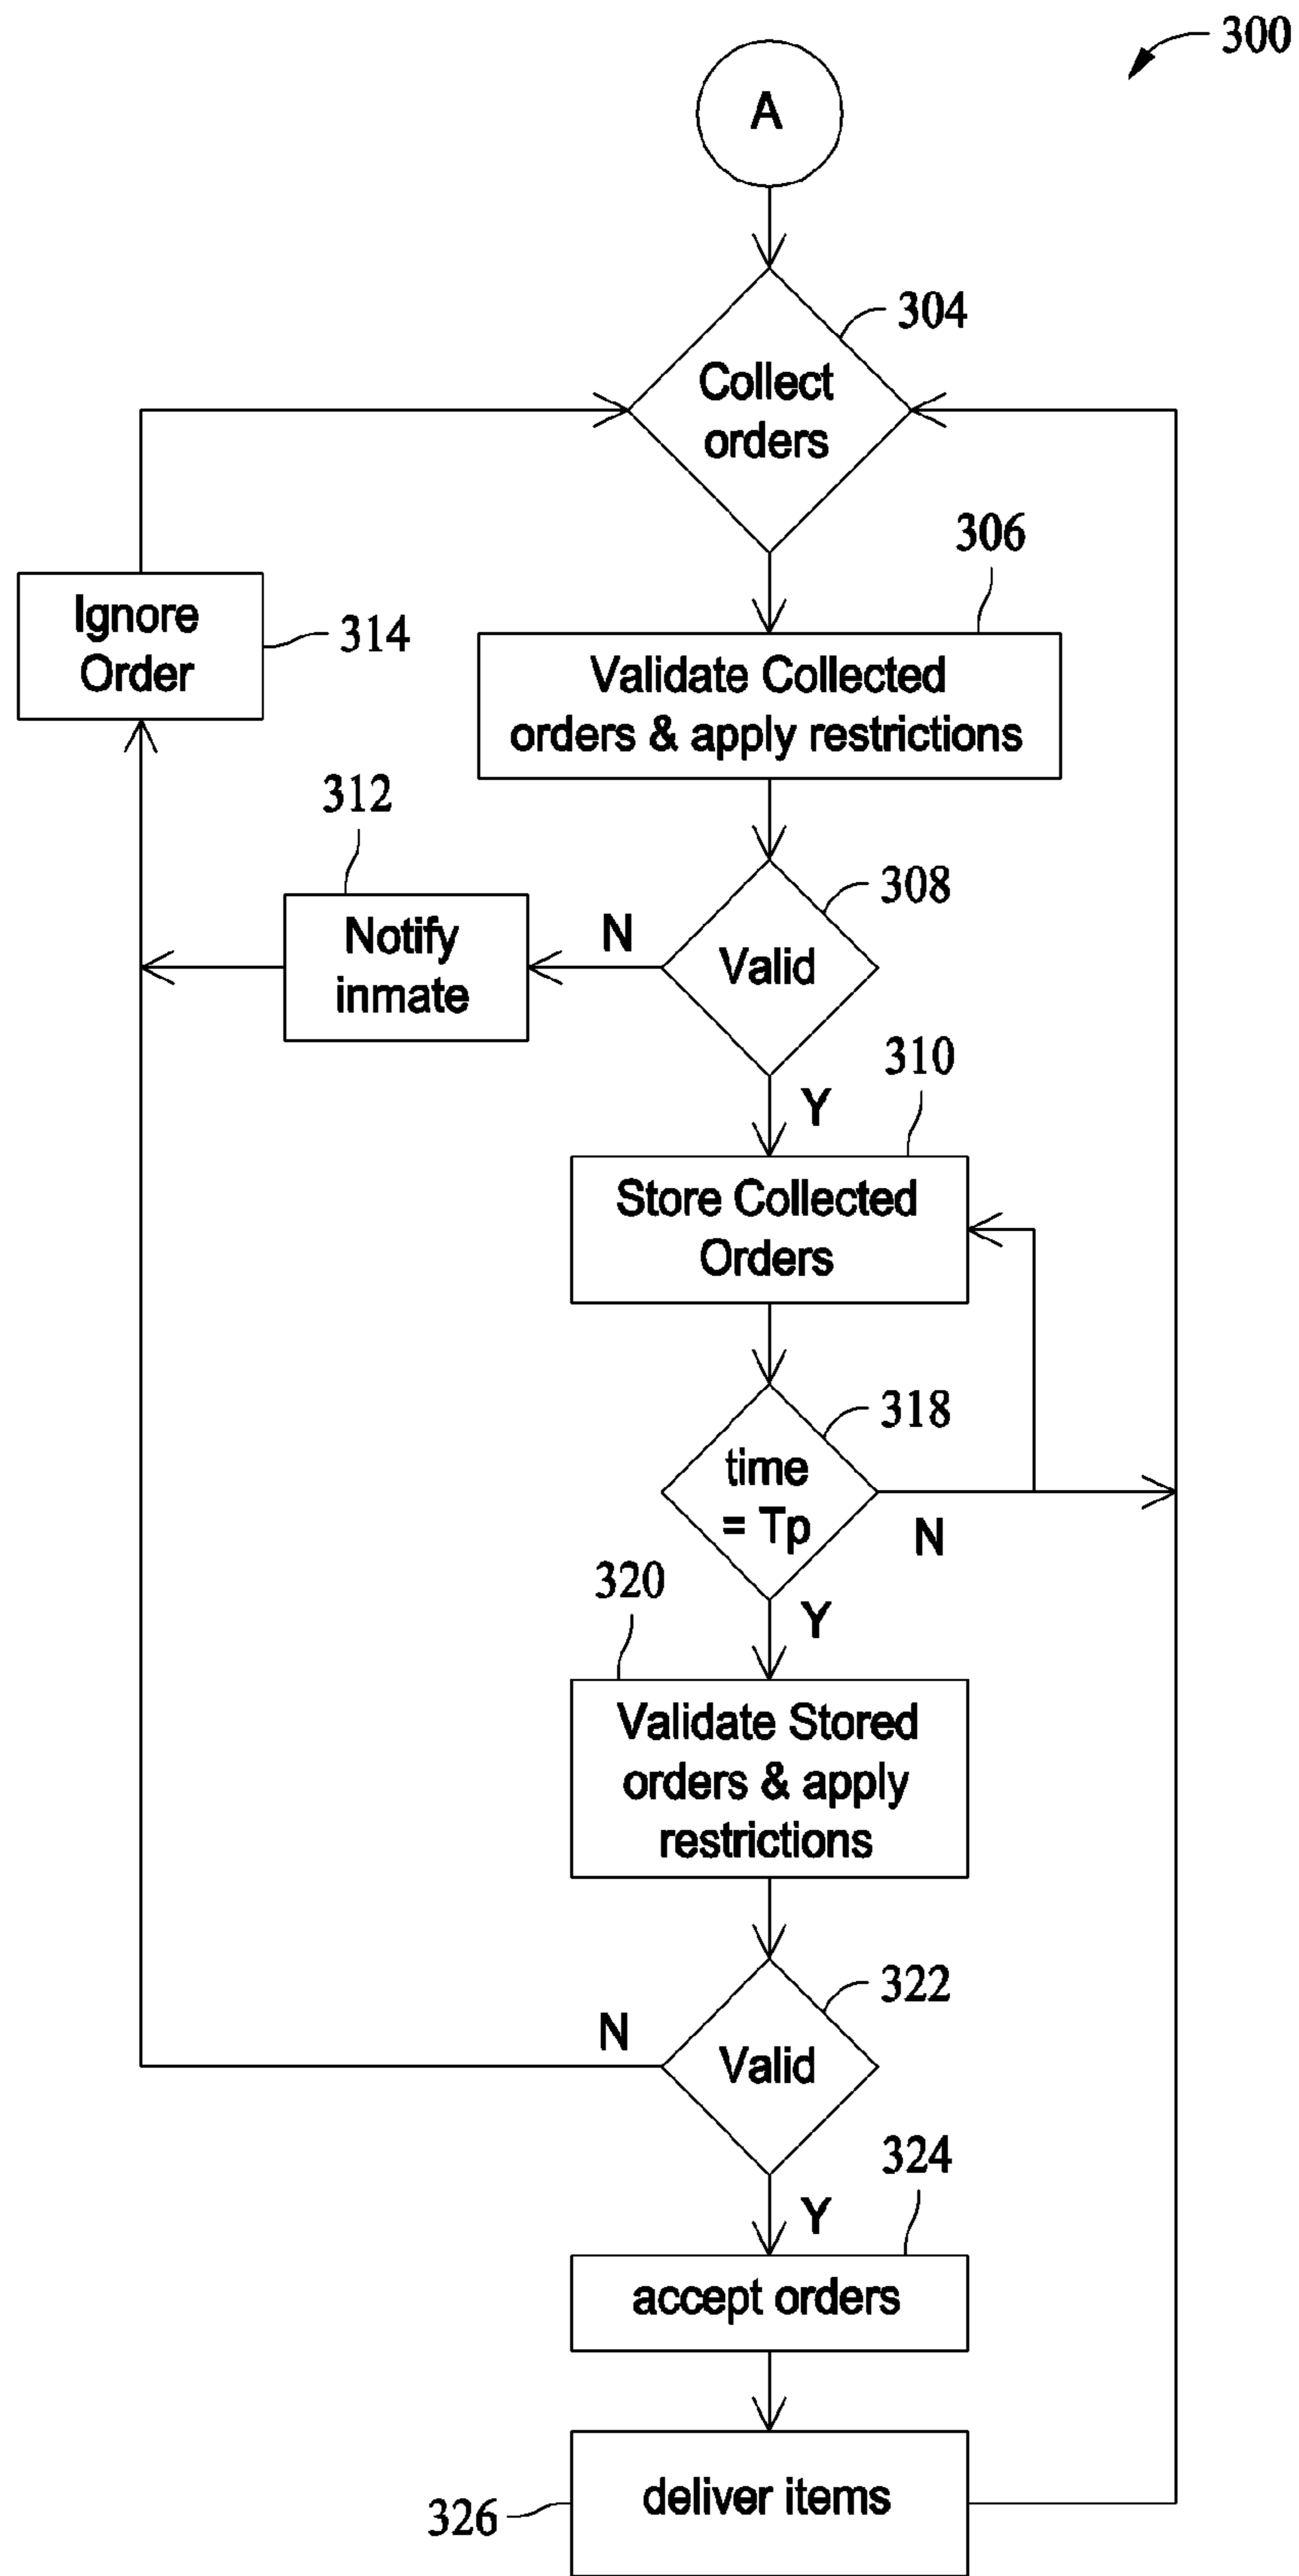 300
A
304
Collect
orders
306
Validate Collected
orders & apply restrictions
Ignore
Order
314
312
308
Notify
inmate
N
Valid
310
Y
Store Collected
Orders
318
time
= Tp
N
320
Y
Validate Stored
orders & apply
restrictions
322
N
Valid
324
Y
accept orders
deliver items
326